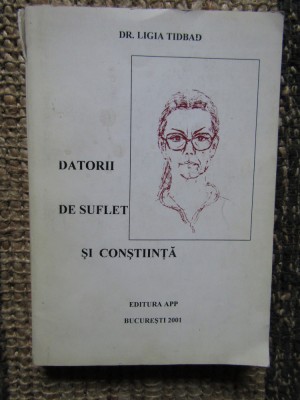 DR. LIGIA TIDBAD
DATORII
DE SUFLET
ŞI CONŞTIINŢĂ
EDITURA APP
BUCUREŞTI 2001